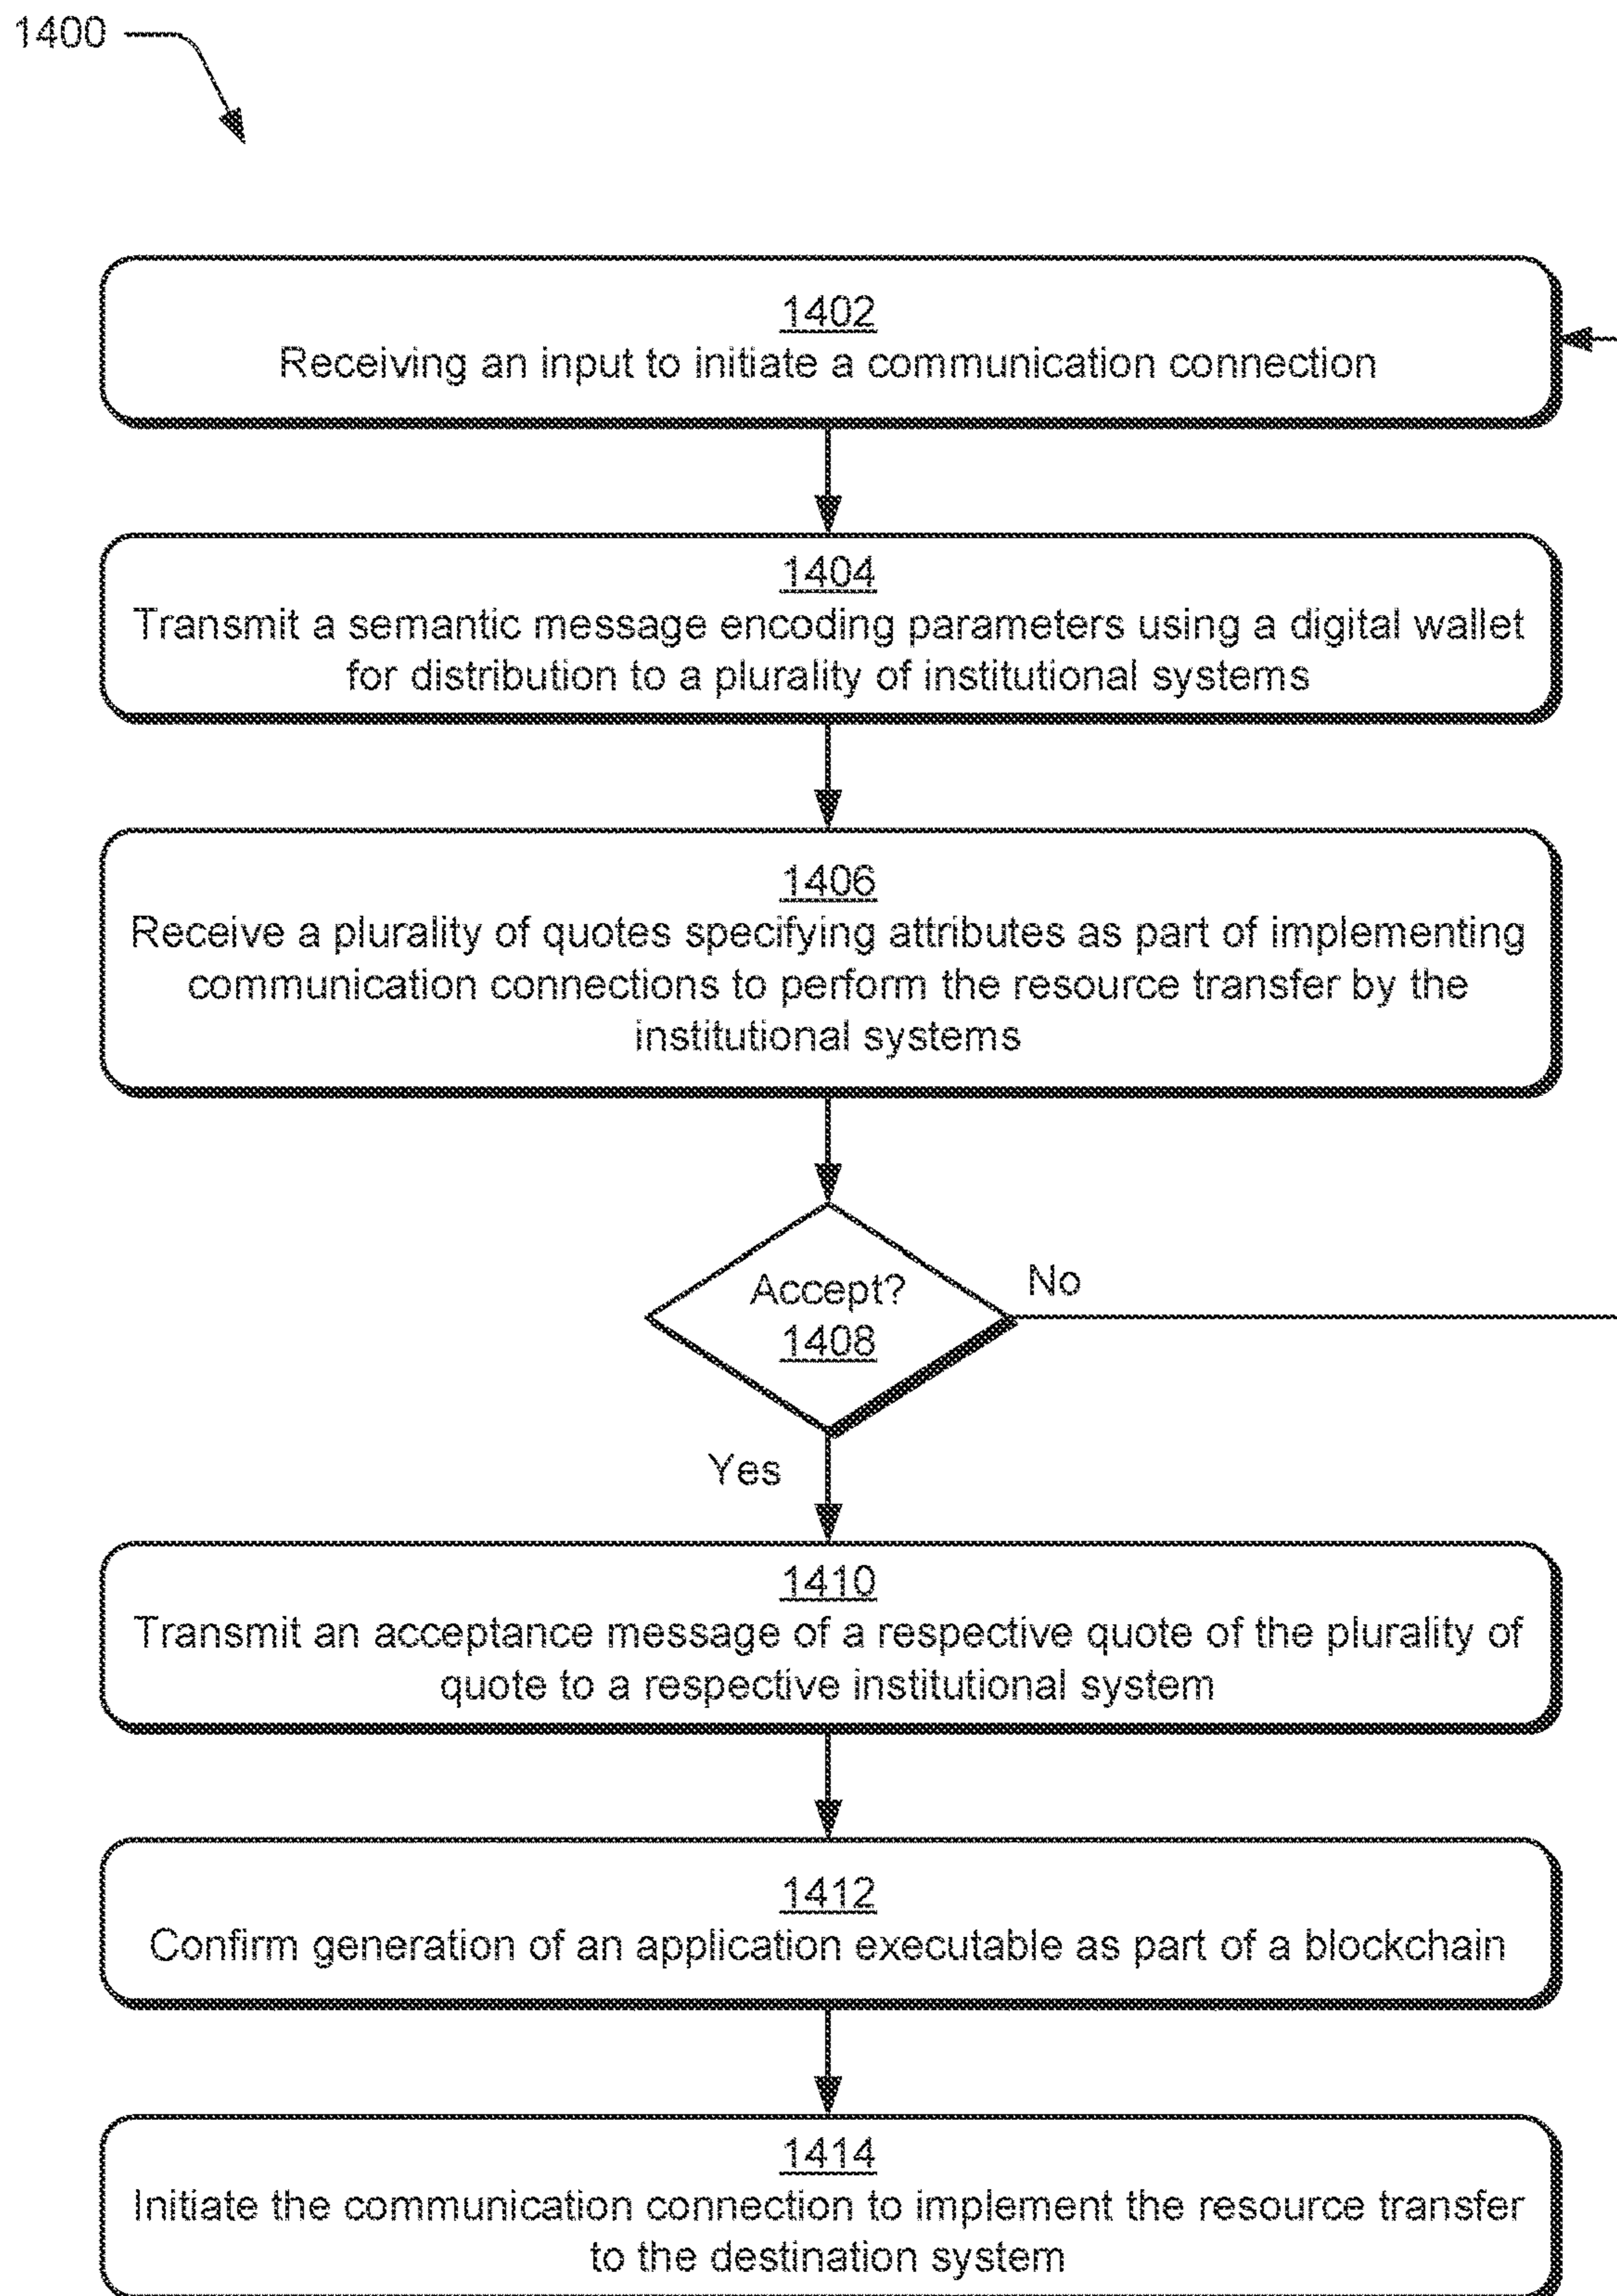 1400
1402
Receiving an input to initiate a communication connection
1404
Transmit a semantic message encoding parameters using a digital wallet
for distribution to a plurality of institutional systems
1406
Receive a plurality of quotes specifying attributes as part of implementing
communication connections to perform the resource transfer by the
institutional systems
Accept?
1408
No
Yes
1410
Transmit an acceptance message of a respective quote of the plurality of
quote to a respective institutional system
1412
Confirm generation of an application executable as part of a blockchain
1414
Initiate the communication connection to implement the resource transfer
to the destination system